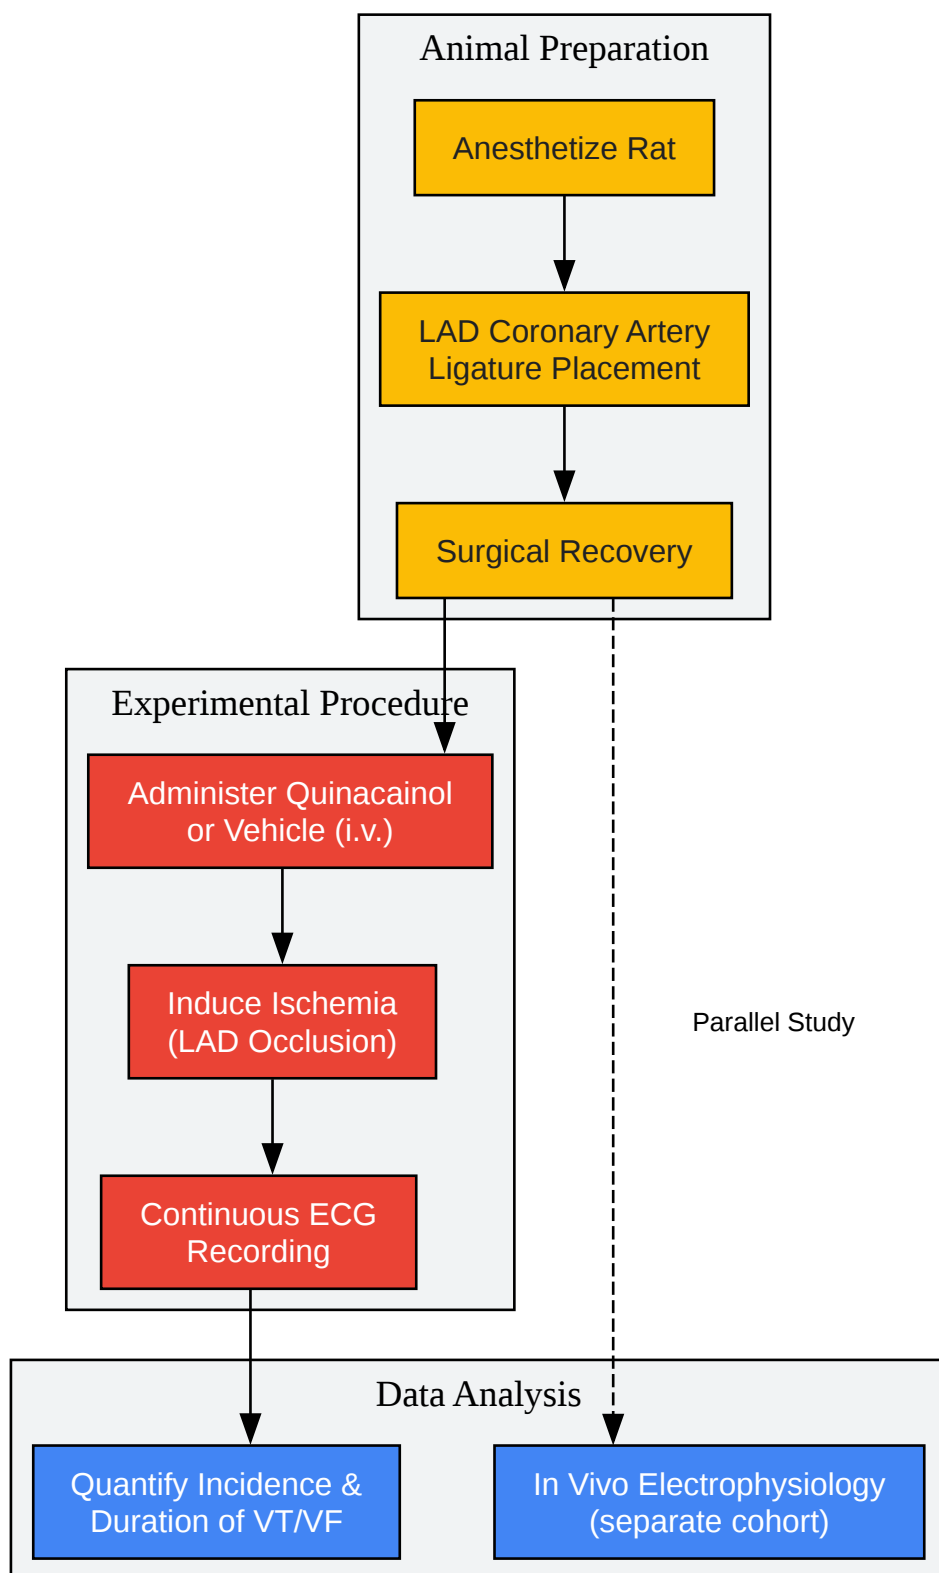 Animal Preparation
Anesthetize Rat
LAD Coronary Artery
Ligature Placement
Surgical Recovery
Experimental Procedure
Administer Quinacainol
or Vehicle (i.v.)
Induce Ischemia
(LAD Occlusion)
Parallel Study
Continuous ECG
Recording
Data Analysis
Quantify Incidence &
Duration of VT/VF
In Vivo Electrophysiology
(separate cohort)